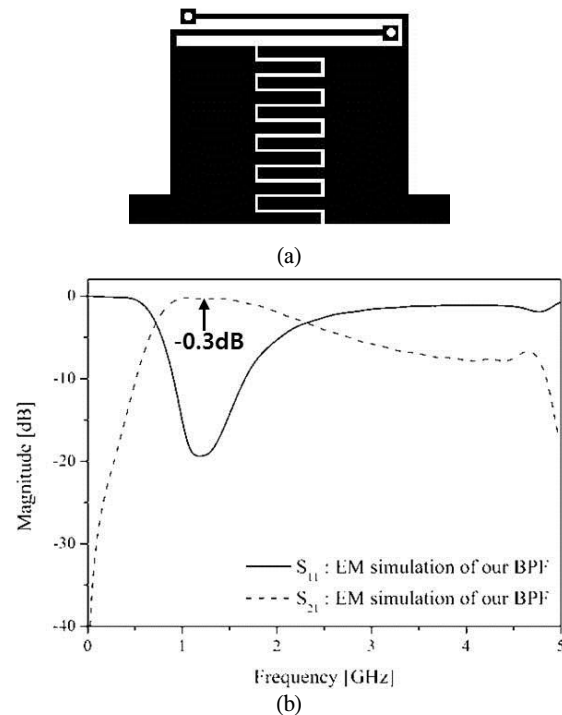 (a)
0
-10
-20
-30
-40
Magnitude [dB]
-0.3dB
S11 : EM simulation of our BPF
S21 : EM simulation of our BPF
0 1 2 3 4 5
Frequency [GHz]
(b)